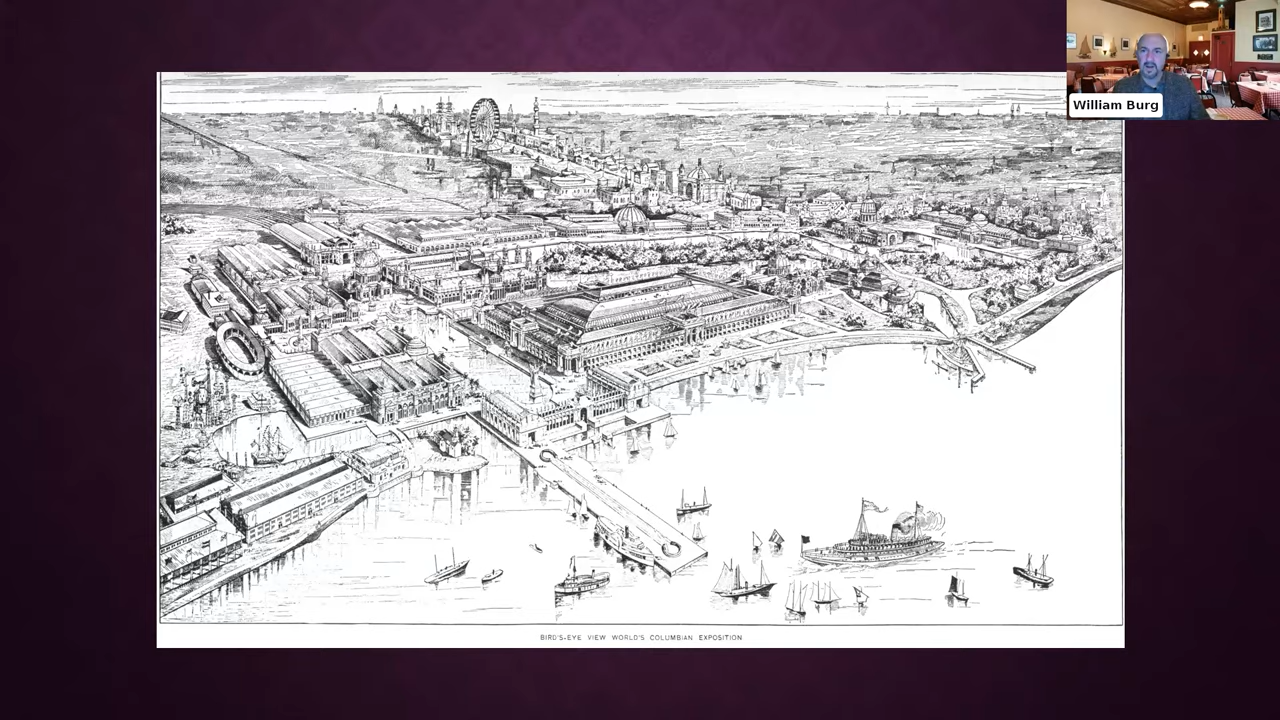 William Burg
BIRD'S-EYE VIEW WORLD'S COLUMBIAN EXPOSITION